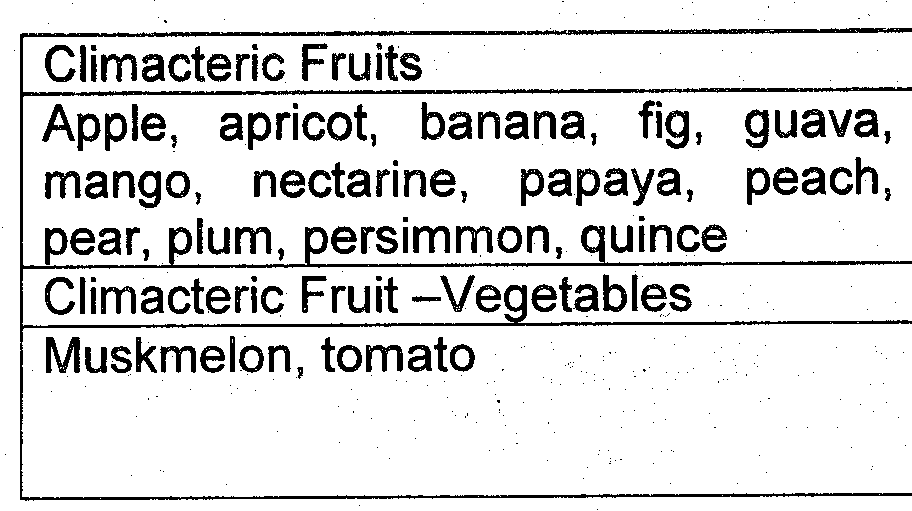 Climacteric Fruits
Apple, apricot, banana, fig, guava,
mango, nectarine, papaya, peach,
pear, plum, persimmon, quince
Climacteric Fruit –Vegetables
Muskmelon, tomato